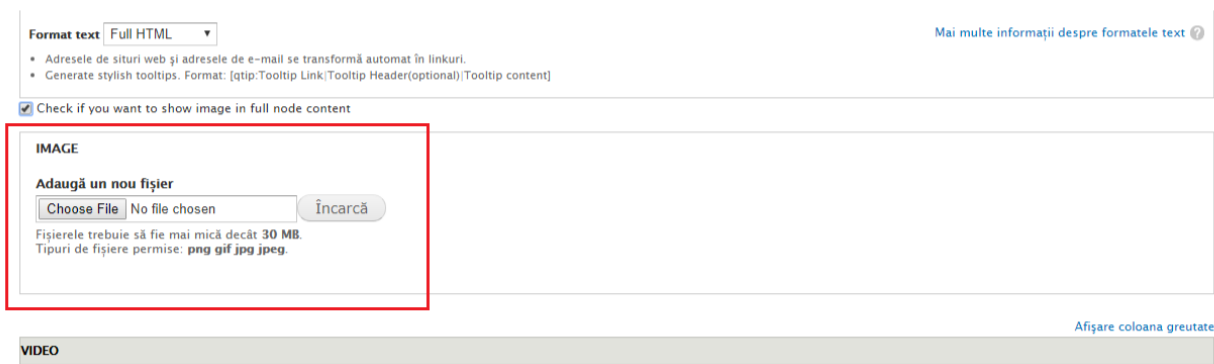 Format text Full HTML Mai multe informații despre formatele text ?
Adresele de situri web și adresele de e-mail se transformă automat în linkuri.
Generate stylish tooltips. Format: [qtip:Tooltip Link|Tooltip Header(optional)|Tooltip content]
Check if you want to show image in full node content
IMAGE
Adaugă un nou fișier
Choose File No file chosen Încarcă
Fișierele trebuie să fie mai mică decât 30 MB.
Tipuri de fișiere permise: png gif jpg jpeg.
Afișare coloana greutate
VIDEO